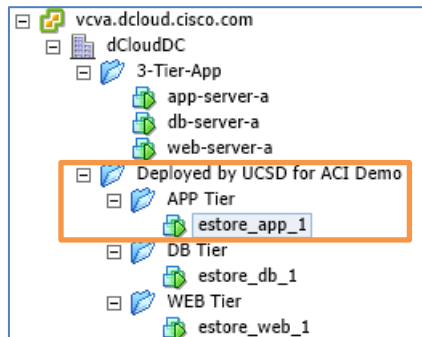 vcva.dcloud.cisco.com
dCloudDC
3-Tier-App
app-server-a
db-server-a
web-server-a
Deployed by UCSD for ACI Demo
APP Tier
estore_app_1
DB Tier
estore_db_1
WEB Tier
estore_web_1